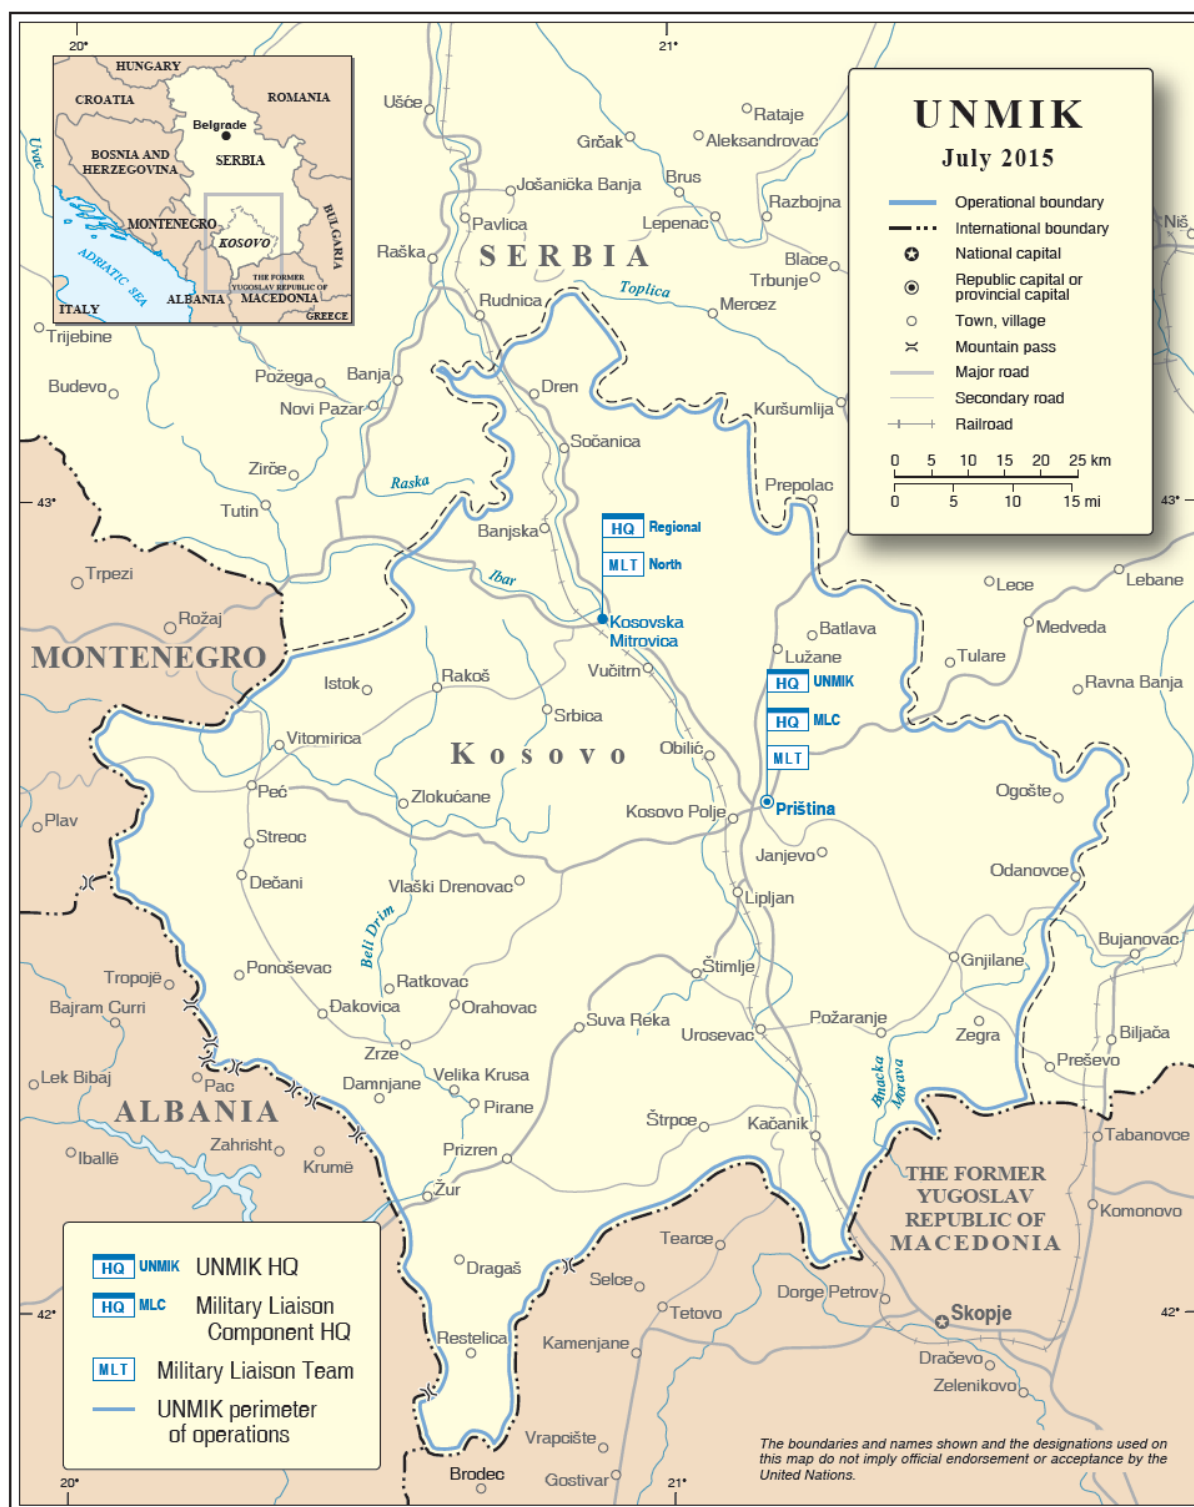 20°
21°
HUNGARY
CROATIA
ROMANIA
Belgrade
BOSNIA AND
HERZEGOVINA
SERBIA
MONTENEGRO
KOSOVO
BULGARIA
ADRIATIC SEA
THE FORMER
YUGOSLAV REPUBLIC OF
MACEDONIA
ALBANIA
ITALY
GREECE
UNMIK
July 2015
Operational boundary
International boundary
National capital
Republic capital or
provincial capital
Town, village
Mountain pass
Major road
Secondary road
Railroad
0 5 10 15 20 25 km
0 5 10 15 mi
Uvac
Ušće
Rataje
Grčak
Aleksandrovac
Jošanička Banja
Brus
Pavlica
Lepenac
Razbojna
Niš
Raška
SERBIA
Blace
Trbunje
Toplica
Rudnica
Mercez
Trijebine
Budevo
Požega
Banja
Dren
Novi Pazar
Kuršumlija
Sočanica
Zirče
Raska
Prepolac
43°
43°
Tutin
Banjska
HQ Regional
MLT North
Ibar
Trpezi
Lece
Lebane
Rožaj
Kosovska
Mitrovica
Batlava
Medveda
MONTENEGRO
Lužane
Vučitrn
Tulare
Istok
Rakoš
HQ UNMIK
Ravna Banja
Srbica
HQ MLC
Vitomirica
Kosovo
Obilić
MLT
Peć
Zlokućane
Ogošte
Priština
Kosovo Polje
Plav
Streoc
Janjevo
Dečani
Vlaški Drenovac
Odanovce
Lipljan
Beli Drim
Bujanovac
Gnjilane
Štimlje
Ponoševac
Tropojë
Ratkovac
Bajram Curri
Đakovica
Orahovac
Suva Reka
Požaranje
Urosevac
Zegra
Biljača
Zrze
Preševo
Lek Bibaj
Pac
Damnjane
Velika Krusa
Binacka
Morava
ALBANIA
Pirane
Štrpce
Kačanik
Tabanovce
Zahrisht
Iballë
Krumë
Prizren
THE FORMER
YUGOSLAV
REPUBLIC OF
MACEDONIA
Žur
Komonovo
Tearce
Dragaš
Selce
Dorge Petrov
42°
42°
Tetovo
Skopje
Restelica
Kamenjane
Dračevo
Zelenikovo
Vrapcište
Brodec
Gostivar
HQ UNMIK UNMIK HQ
HQ MLC Military Liaison
Component HQ
MLT Military Liaison Team
UNMIK perimeter
of operations
The boundaries and names shown and the designations used on
this map do not imply official endorsement or acceptance by the
United Nations.
20°
21°